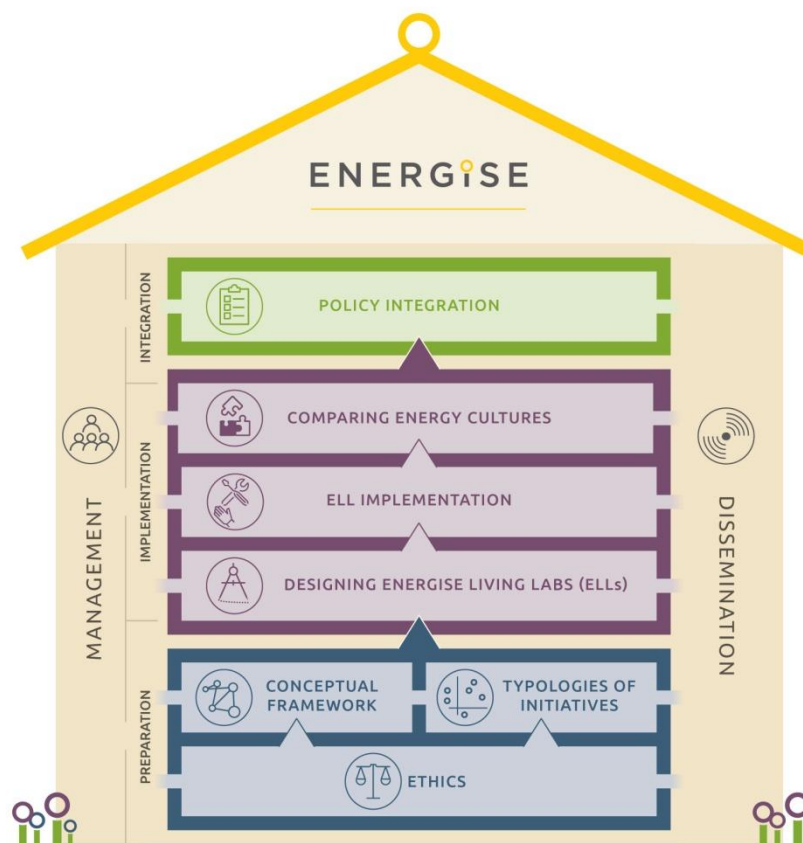 ENERGiSE
INTEGRATION
POLICY INTEGRATION
MANAGEMENT
IMPLEMENTATION
COMPARING ENERGY CULTURES
ELL IMPLEMENTATION
DESIGNING ENERGISE LIVING LABS (ELLs)
DISSEMINATION
PREPARATION
CONCEPTUAL
FRAMEWORK
TYPOLOGIES OF
INITIATIVES
ETHICS